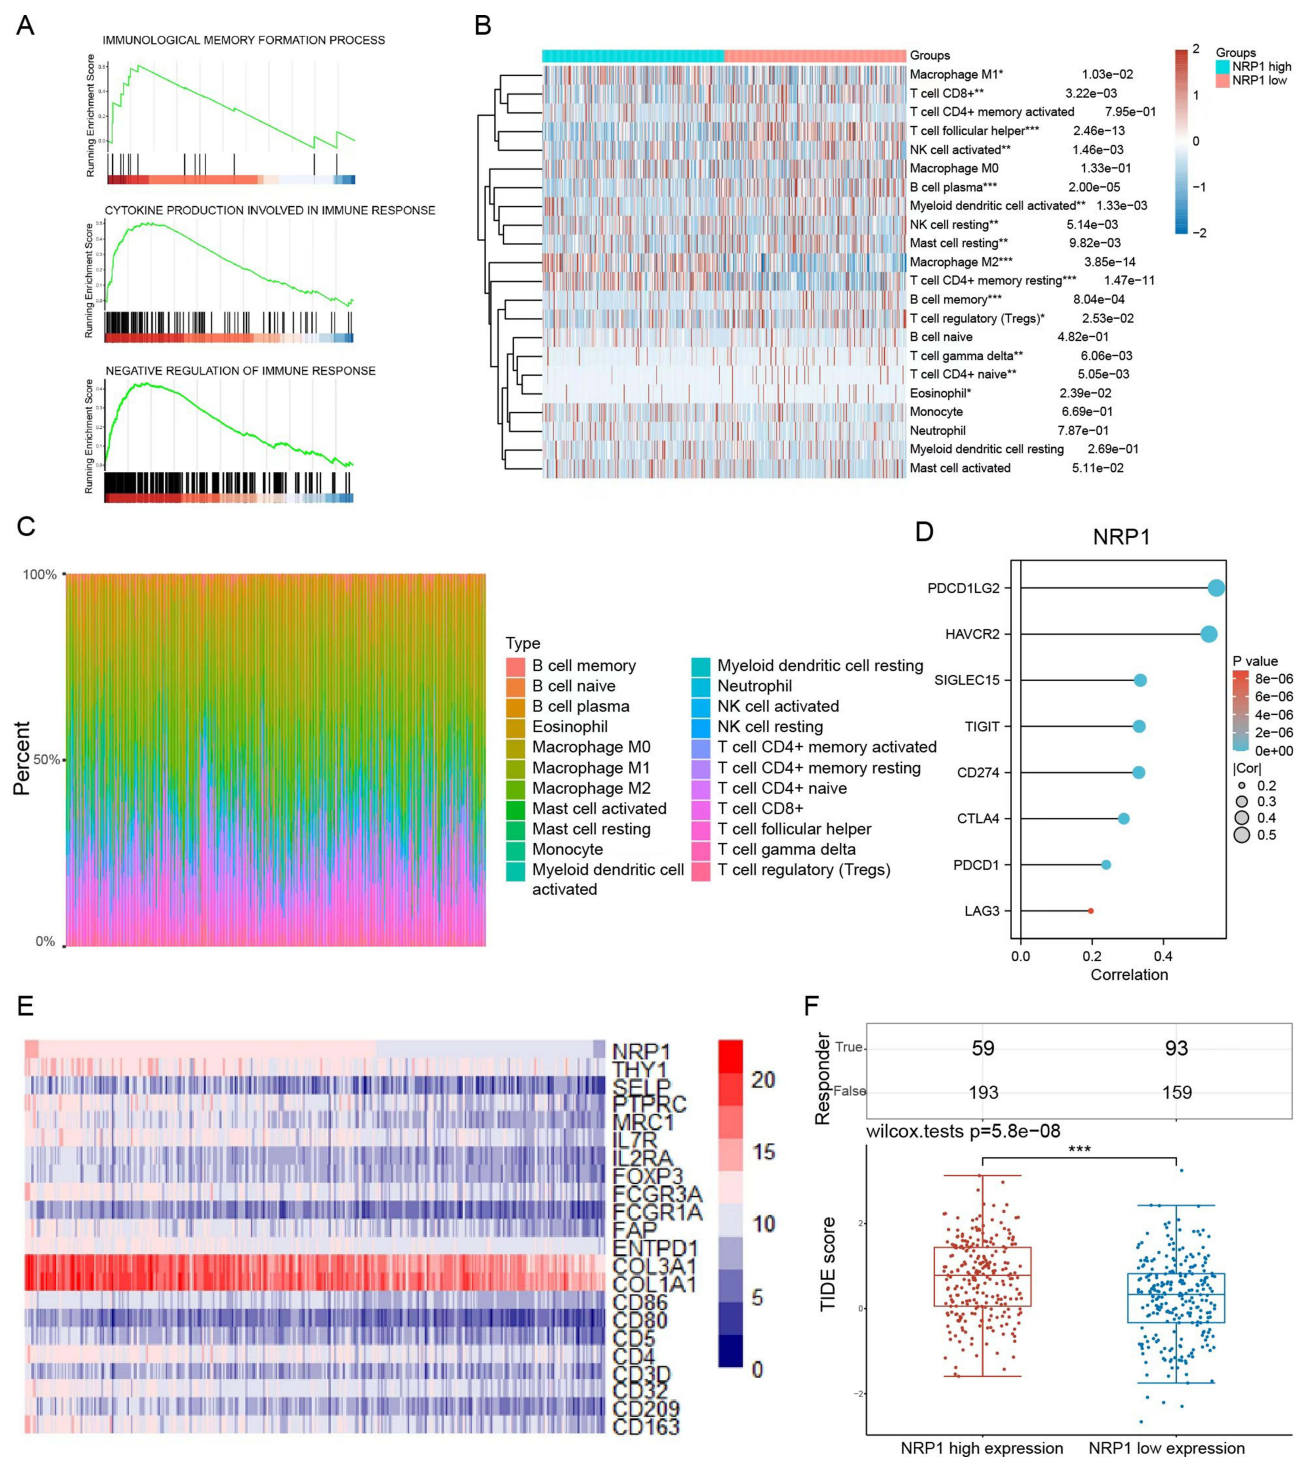 A
IMMUNOLOGICAL MEMORY FORMATION PROCESS
Running Enrichment Score
CYTOKINE PRODUCTION INVOLVED IN IMMUNE RESPONSE
Running Enrichment Score
NEGATIVE REGULATION OF IMMUNE RESPONSE
Running Enrichment Score
B
Groups
Macrophage M1* 1.03e−02
T cell CD8+** 3.22e−03
T cell CD4+ memory activated 7.95e−01
T cell follicular helper*** 2.46e−13
NK cell activated** 1.46e−03
Macrophage M0 1.33e−01
B cell plasma*** 2.00e−05
Myeloid dendritic cell activated** 1.33e−03
NK cell resting** 5.14e−03
Mast cell resting** 9.82e−03
Macrophage M2*** 3.85e−14
T cell CD4+ memory resting*** 1.47e−11
B cell memory*** 8.04e−04
T cell regulatory (Tregs)* 2.53e−02
B cell naive 4.82e−01
T cell gamma delta** 6.06e−03
T cell CD4+ naive** 5.05e−03
Eosinophil* 2.39e−02
Monocyte 6.69e−01
Neutrophil 7.87e−01
Myeloid dendritic cell resting 2.69e−01
Mast cell activated 5.11e−02
2
1
0
−1
−2
Groups
NRP1 high
NRP1 low
C
100%
50%
0%
Percent
Type
B cell memory
B cell naive
B cell plasma
Eosinophil
Macrophage M0
Macrophage M1
Macrophage M2
Mast cell activated
Mast cell resting
Monocyte
Myeloid dendritic cell
activated
Myeloid dendritic cell resting
Neutrophil
NK cell activated
NK cell resting
T cell CD4+ memory activated
T cell CD4+ memory resting
T cell CD4+ naive
T cell CD8+
T cell follicular helper
T cell gamma delta
T cell regulatory (Tregs)
D
NRP1
PDCD1LG2
HAVCR2
SIGLEC15
TIGIT
CD274
CTLA4
PDCD1
LAG3
0.0 0.2 0.4
Correlation
P value
8e−06
6e−06
4e−06
2e−06
0e+00
|Cor|
0.2
0.3
0.4
0.5
E
NRP1
THY1
SELP
PTPRC
MRC1
IL7R
IL2RA
FOXP3
FCGR3A
FCGR1A
FAP
ENTPD1
COL3A1
COL1A1
CD86
CD80
CD5
CD4
CD3D
CD32
CD209
CD163
20
15
10
5
0
F
Responder
True 59 93
False 193 159
wilcox.tests p=5.8e−08
***
TIDE score
2
0
−2
NRP1 high expression NRP1 low expression